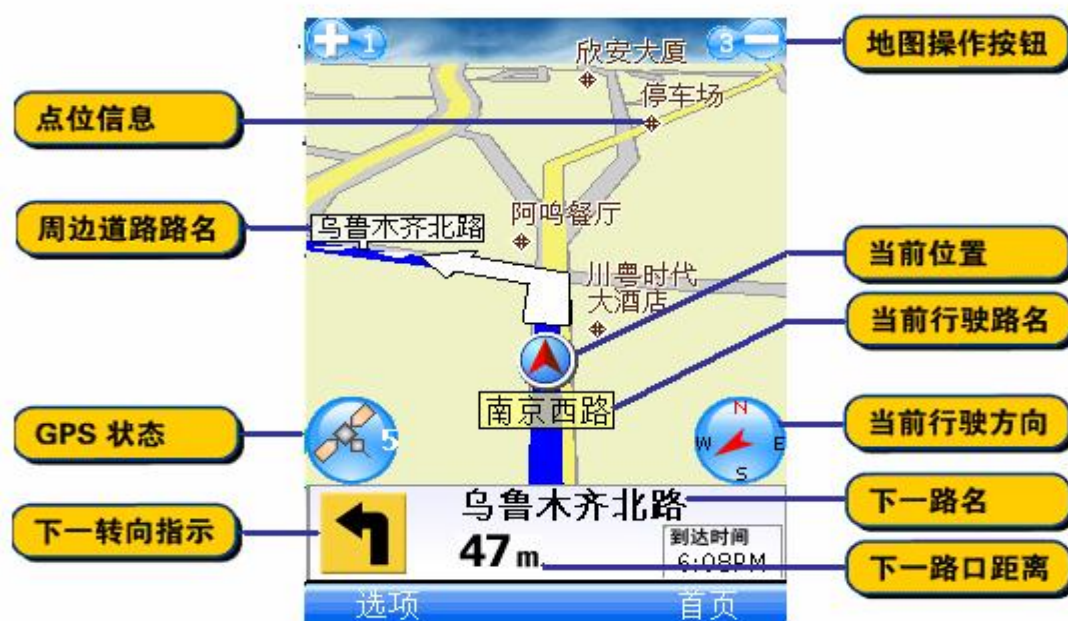 1
3
地图操作按钮
欣安大厦
停车场
点位信息
周边道路路名
乌鲁木齐北路
阿鸣餐厅
川粤时代
大酒店
当前位置
当前行驶路名
南京西路
GPS 状态
5
N
W
E
S
当前行驶方向
乌鲁木齐北路
下一路名
下一转向指示
47 m
到达时间
6:08PM
下一路口距离
选项
首页